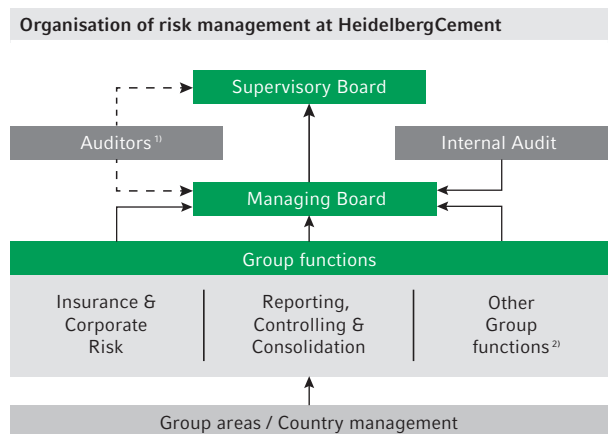 Organisation of risk management at HeidelbergCement
Supervisory Board
Auditors ¹⁾
Internal Audit
Managing Board
Group functions
Insurance &
Corporate
Risk
Reporting,
Controlling &
Consolidation
Other
Group
functions ²⁾
Group areas / Country management